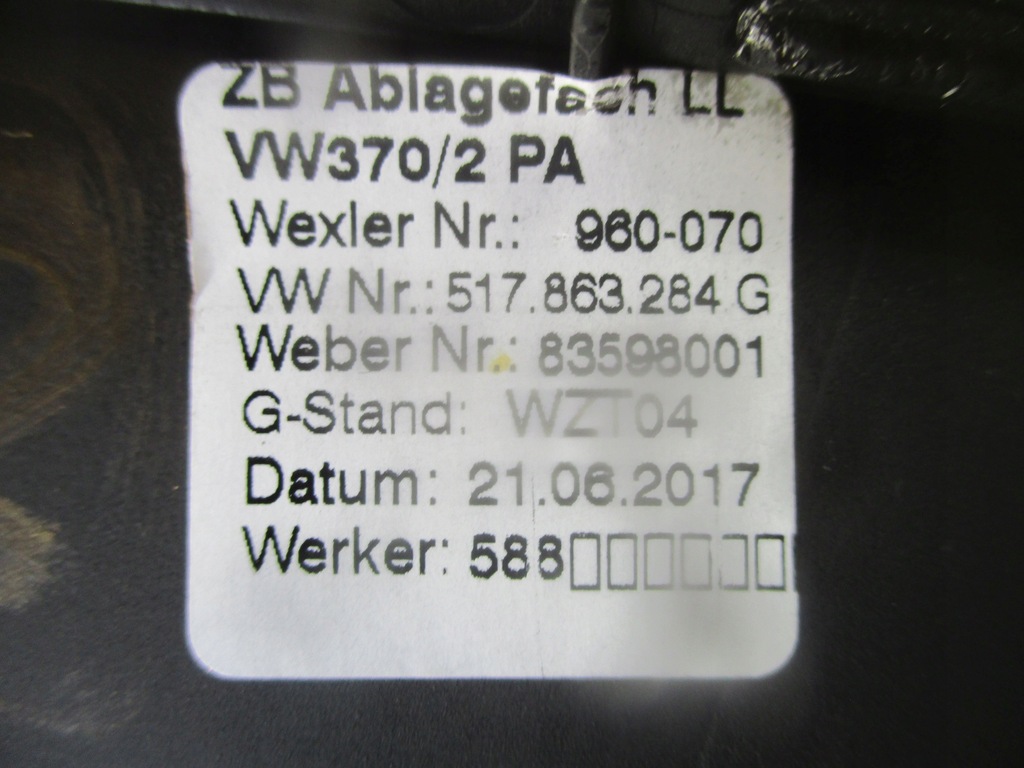 ZB Ablagefach LL
VW370/2 PA
Wexler Nr.: 960-070
VW Nr.: 517.863.284 G
Weber Nr.: 83598001
G-Stand: WZT04
Datum: 21.06.2017
Werker: 588□□□□□□